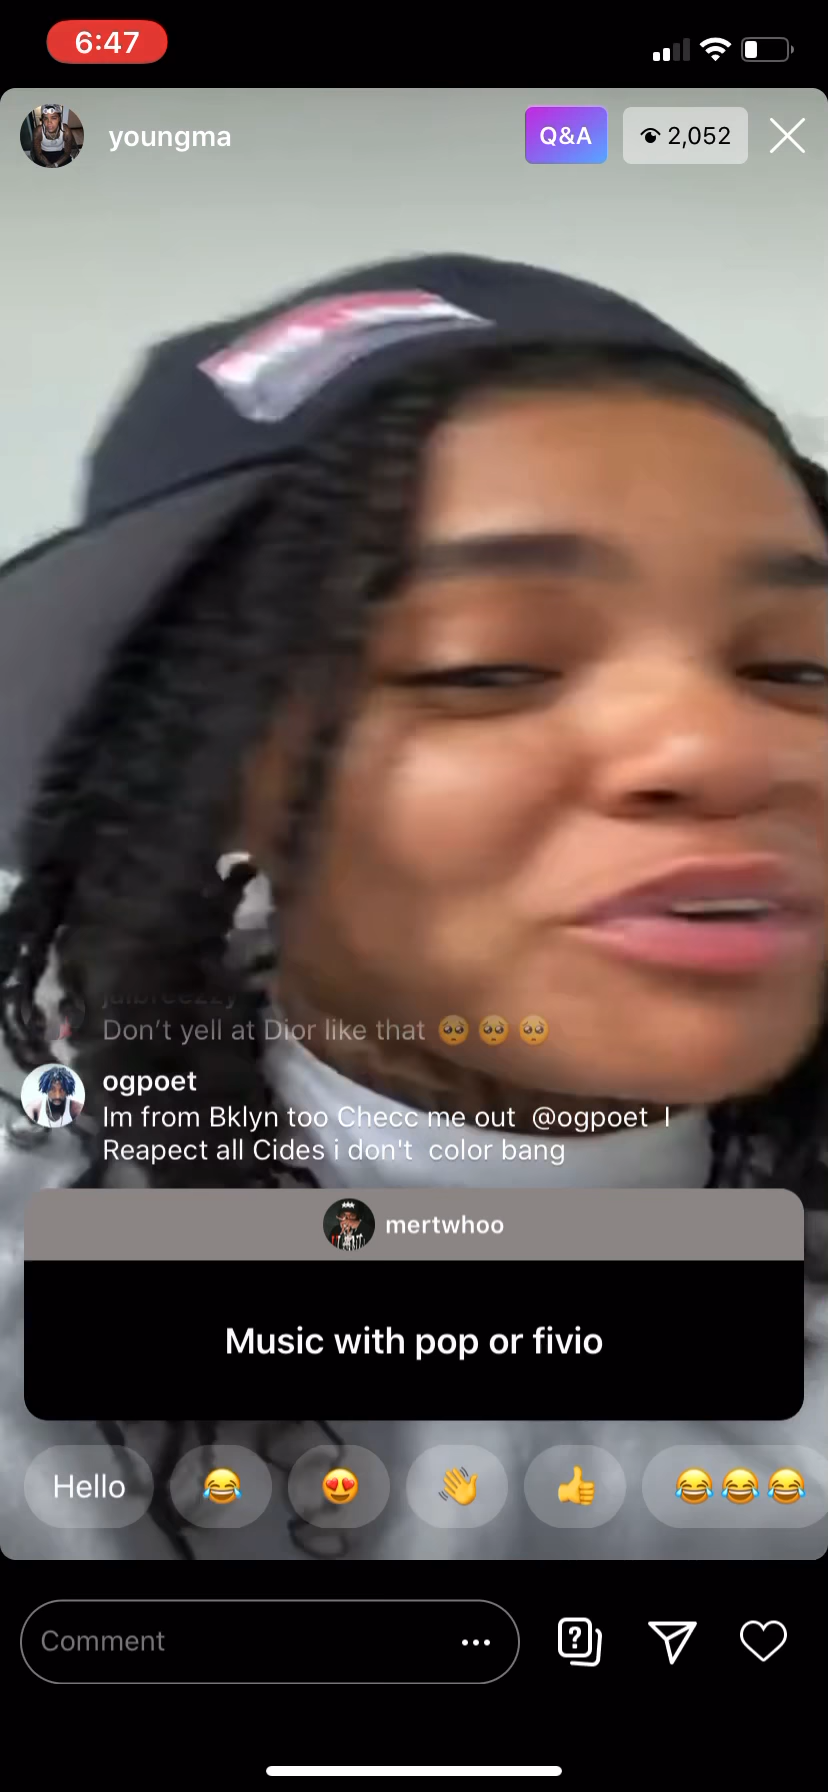 6:47
youngma
Q&A
2,052
Don't yell at Dior like that 🥺 🥺 🥺
ogpoet
Im from Bklyn too Checc me out @ogpoet I
Reapect all Cides i don't color bang
mertwhoo
Music with pop or fivio
Hello
Comment